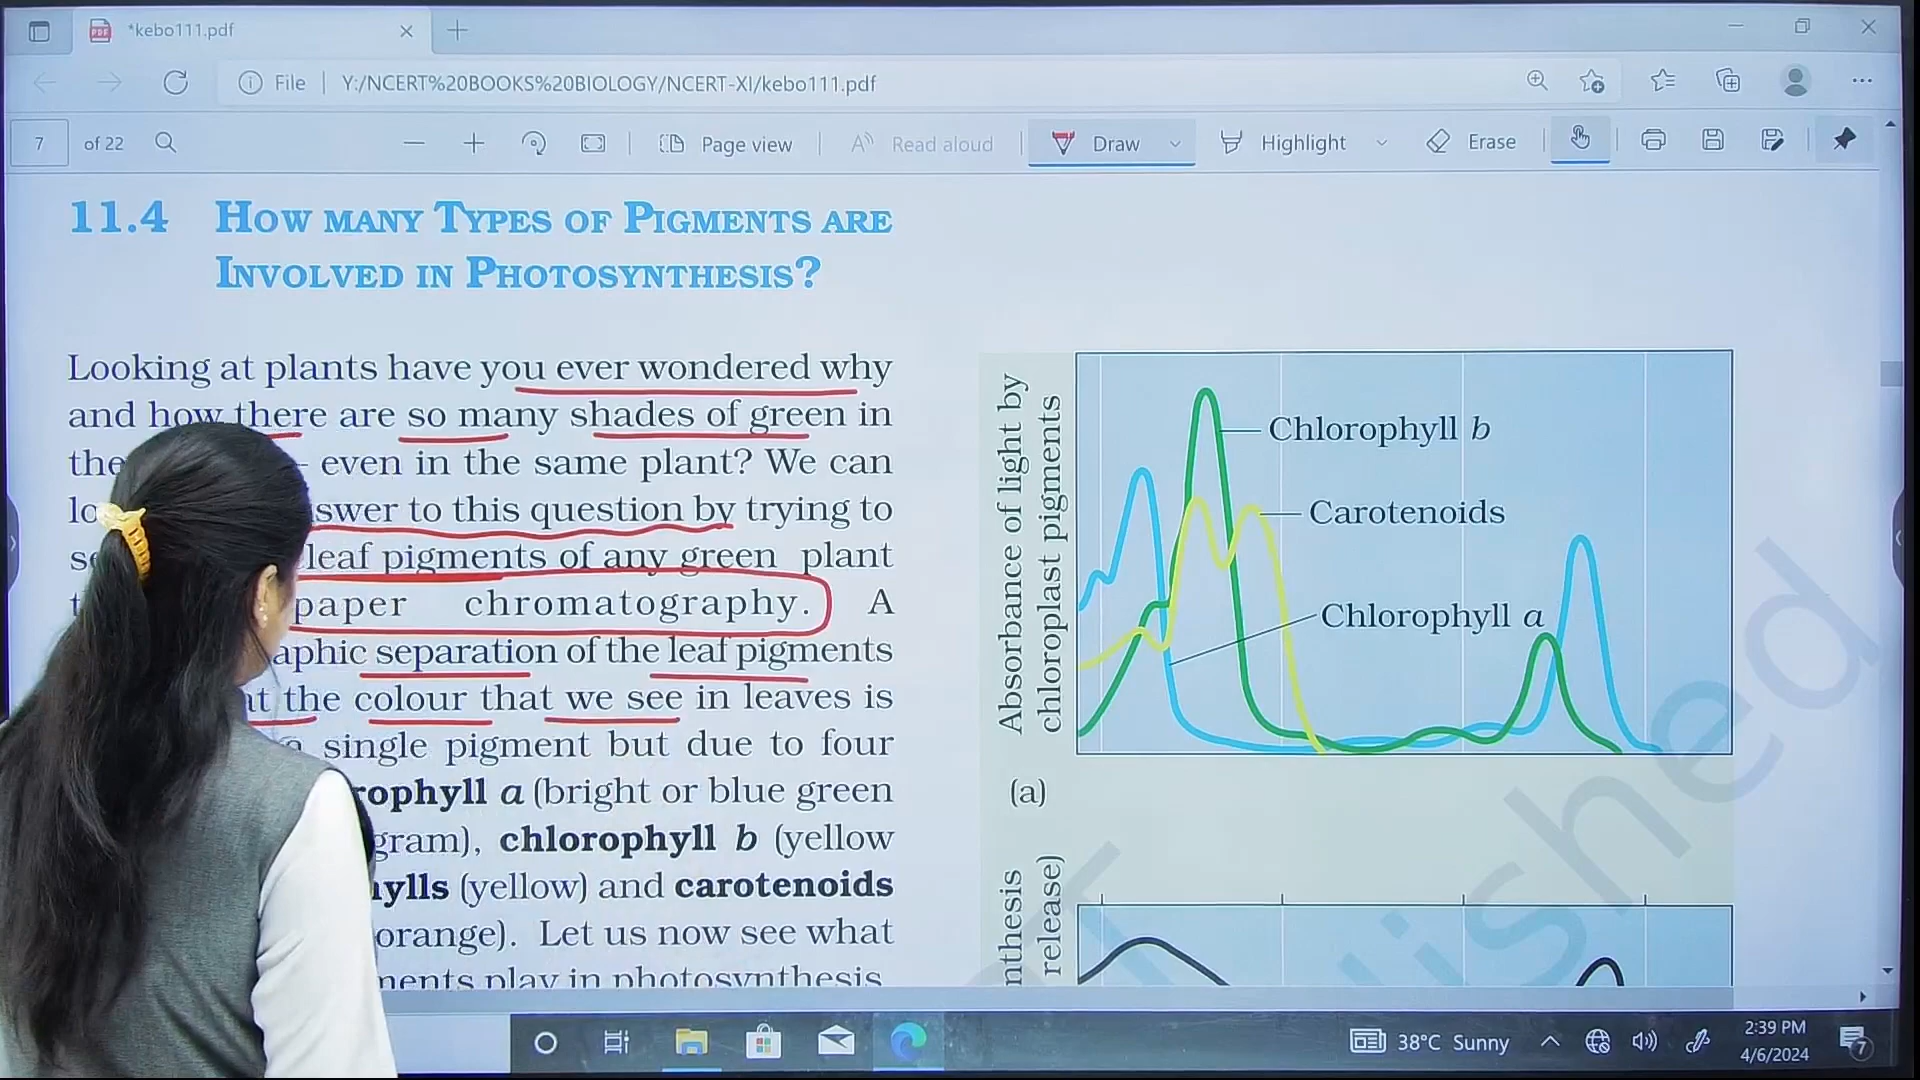 *kebo111.pdf
File
Y:/NCERT%20BOOKS%20BIOLOGY/NCERT-XI/kebo111.pdf
7
of 22
Page view
Read aloud
Draw
Highlight
Erase
11.4 HOW MANY TYPES OF PIGMENTS ARE
INVOLVED IN PHOTOSYNTHESIS?
Looking at plants have you ever wondered why
and how there are so many shades of green in
even in the same plant? We can
to this question by trying to
leaf pigments of any green plant
paper chromatography. A
separation of the leaf pigments
the colour that we see in leaves is
single pigment but due to four
a (bright or blue green
chlorophyll b (yellow
(yellow) and carotenoids
orange). Let us now see what
play in photosynthesis
Absorbance of light by
chloroplast pigments
Chlorophyll b
Carotenoids
Chlorophyll a
(a)
release)
38°C Sunny
2:39 PM
4/6/2024
7